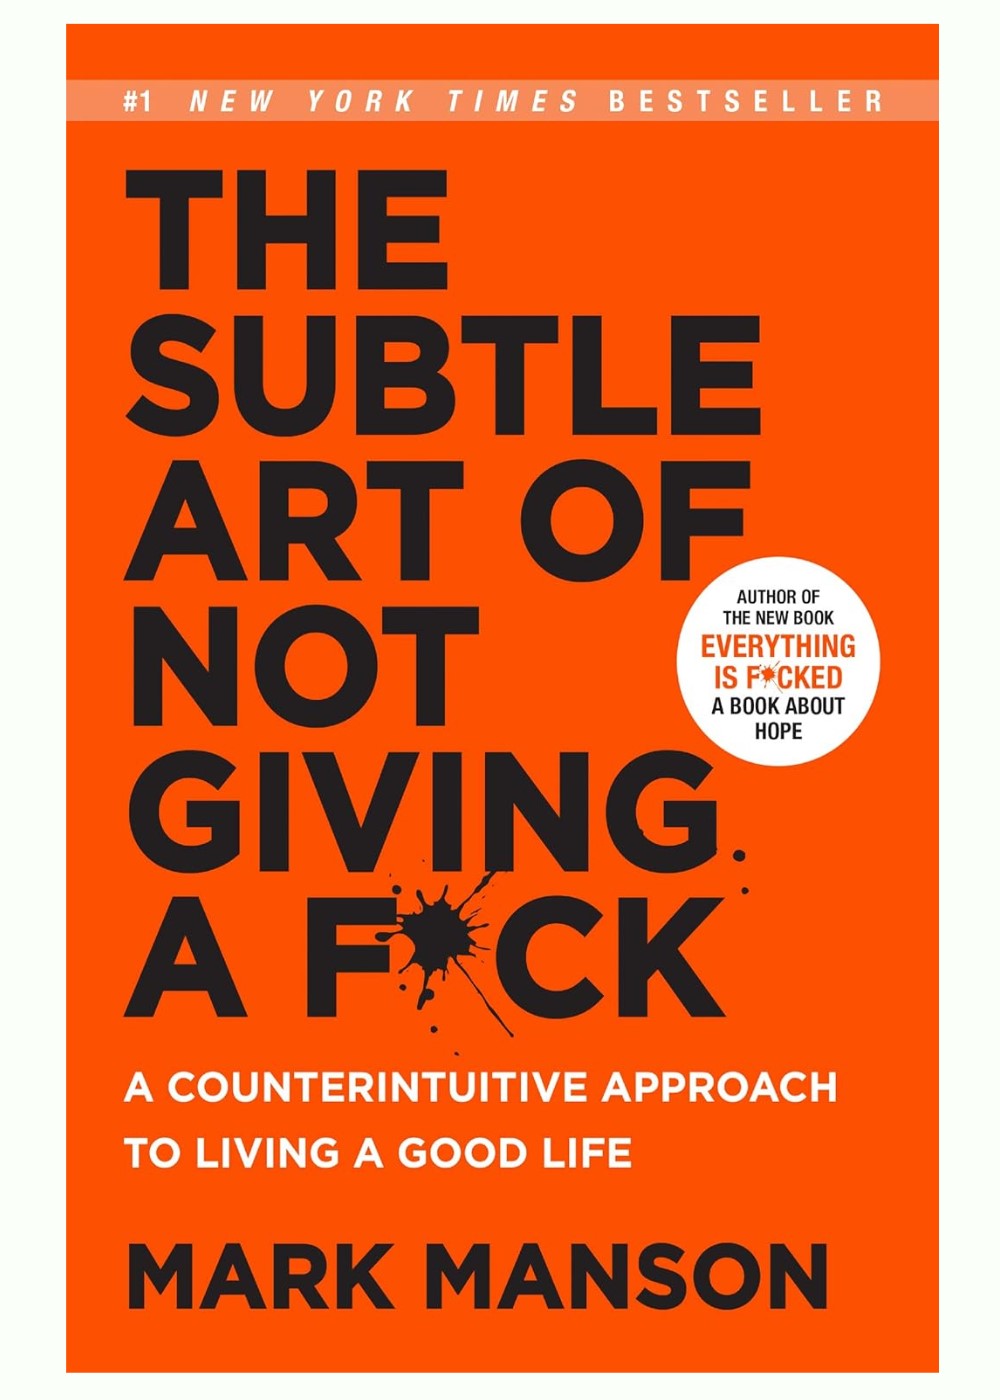 #1 NEW YORK TIMES BESTSELLER
THE
SUBTLE
ART OF
NOT
AUTHOR OF
THE NEW BOOK
EVERYTHING
IS F*CKED
A BOOK ABOUT
HOPE
GIVING
A F*CK
A COUNTERINTUITIVE APPROACH
TO LIVING A GOOD LIFE
MARK MANSON